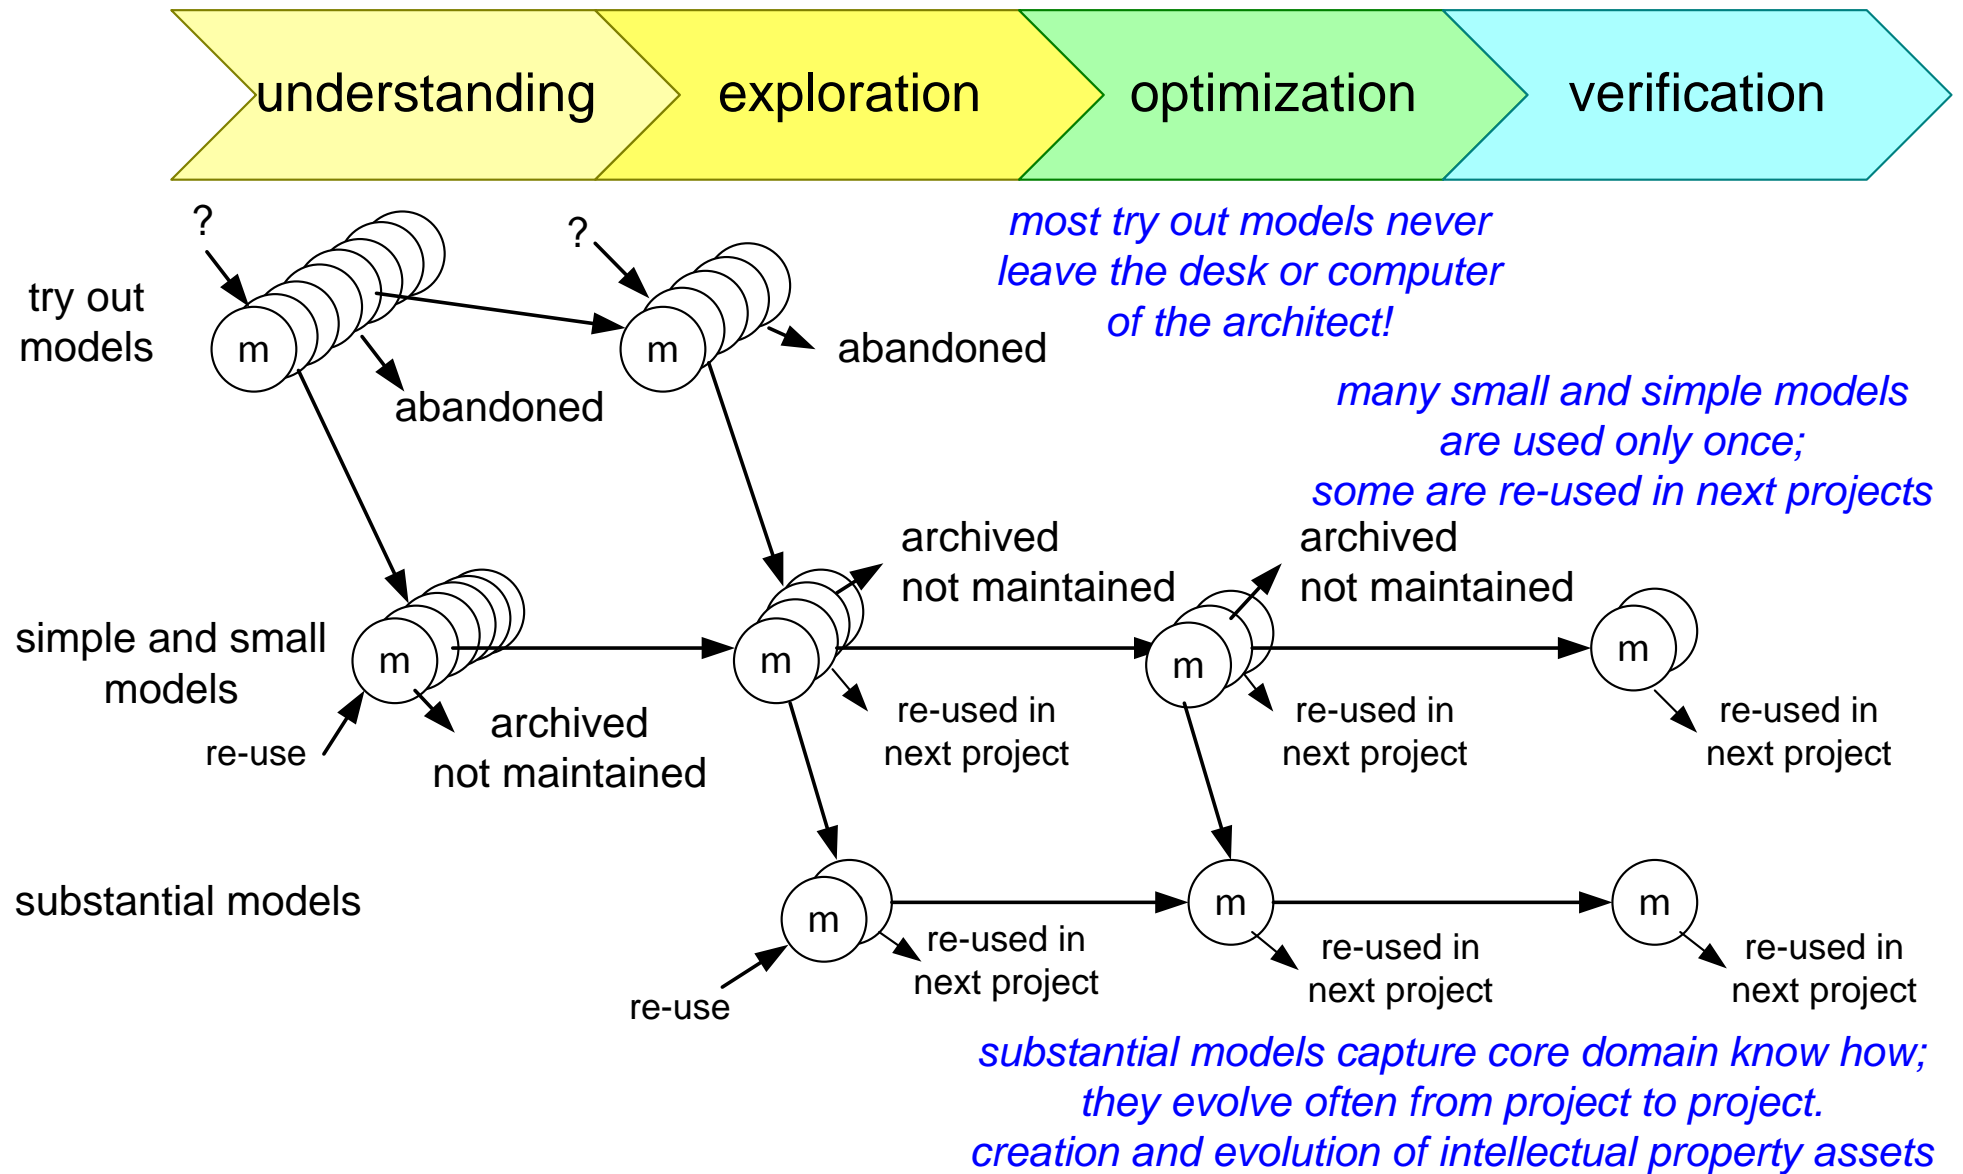 understanding
exploration
optimization
verification
?
?
most try out models never
leave the desk or computer
of the architect!
try out
models
m
m
abandoned
abandoned
many small and simple models
are used only once;
some are re-used in next projects
archived
not maintained
archived
not maintained
simple and small
models
m
m
m
m
re-use
archived
not maintained
re-used in
next project
re-used in
next project
re-used in
next project
substantial models
m
m
m
re-use
re-used in
next project
re-used in
next project
re-used in
next project
substantial models capture core domain know how;
they evolve often from project to project.
creation and evolution of intellectual property assets